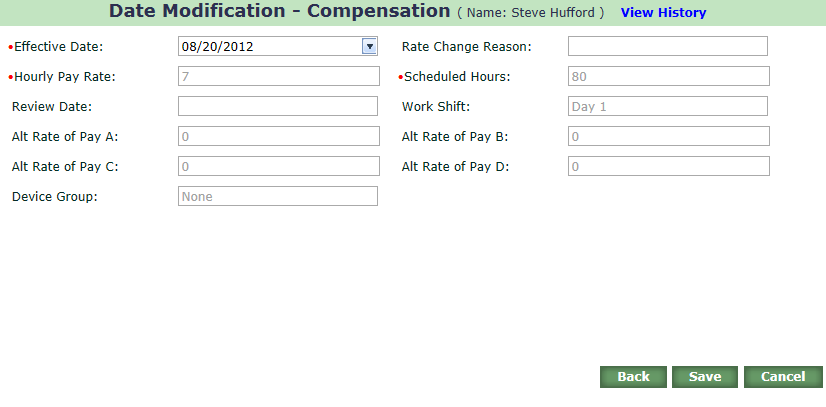 Date Modification - Compensation ( Name: Steve Hufford ) View History
•Effective Date: 08/20/2012 Rate Change Reason:
•Hourly Pay Rate: 7 •Scheduled Hours: 80
Review Date: Work Shift: Day 1
Alt Rate of Pay A: 0 Alt Rate of Pay B: 0
Alt Rate of Pay C: 0 Alt Rate of Pay D: 0
Device Group: None
Back Save Cancel